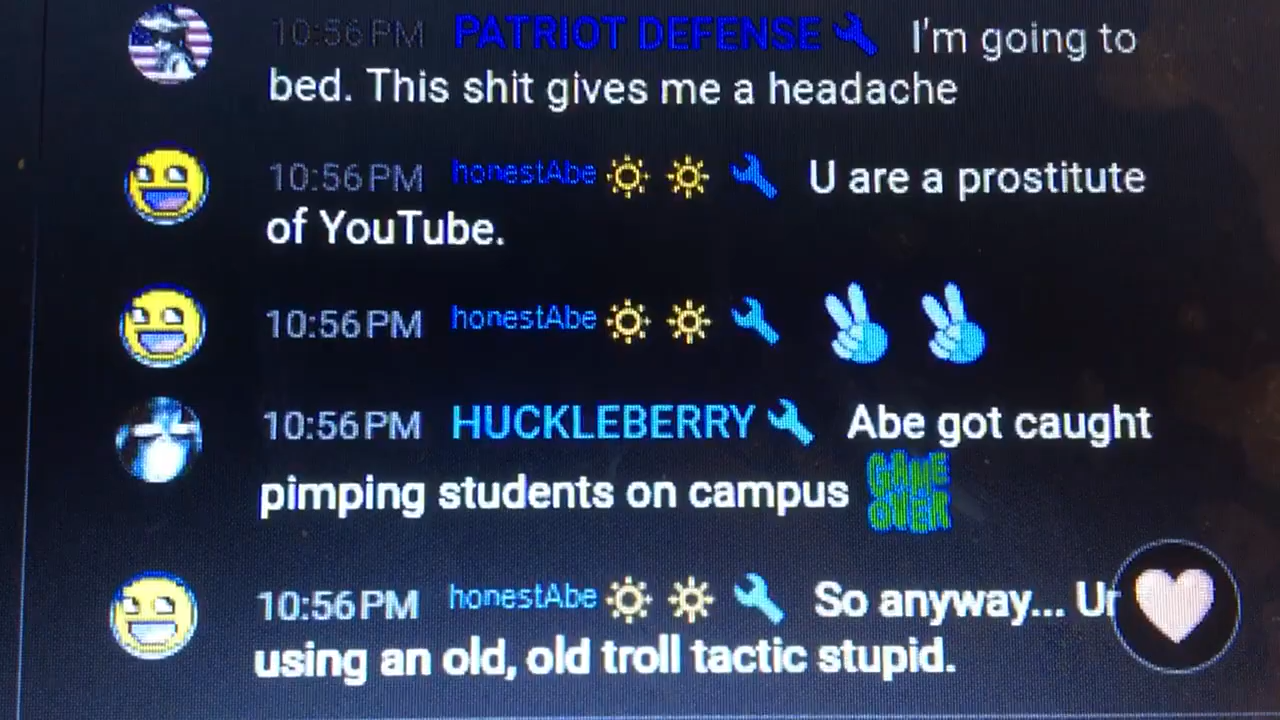 10:56 PM PATRIOT DEFENSE I'm going to
bed. This shit gives me a headache
10:56 PM honestAbe U are a prostitute
of YouTube.
10:56 PM honestAbe
10:56 PM HUCKLEBERRY Abe got caught
pimping students on campus GAME OVER
10:56 PM honestAbe So anyway... Ur
using an old, old troll tactic stupid.